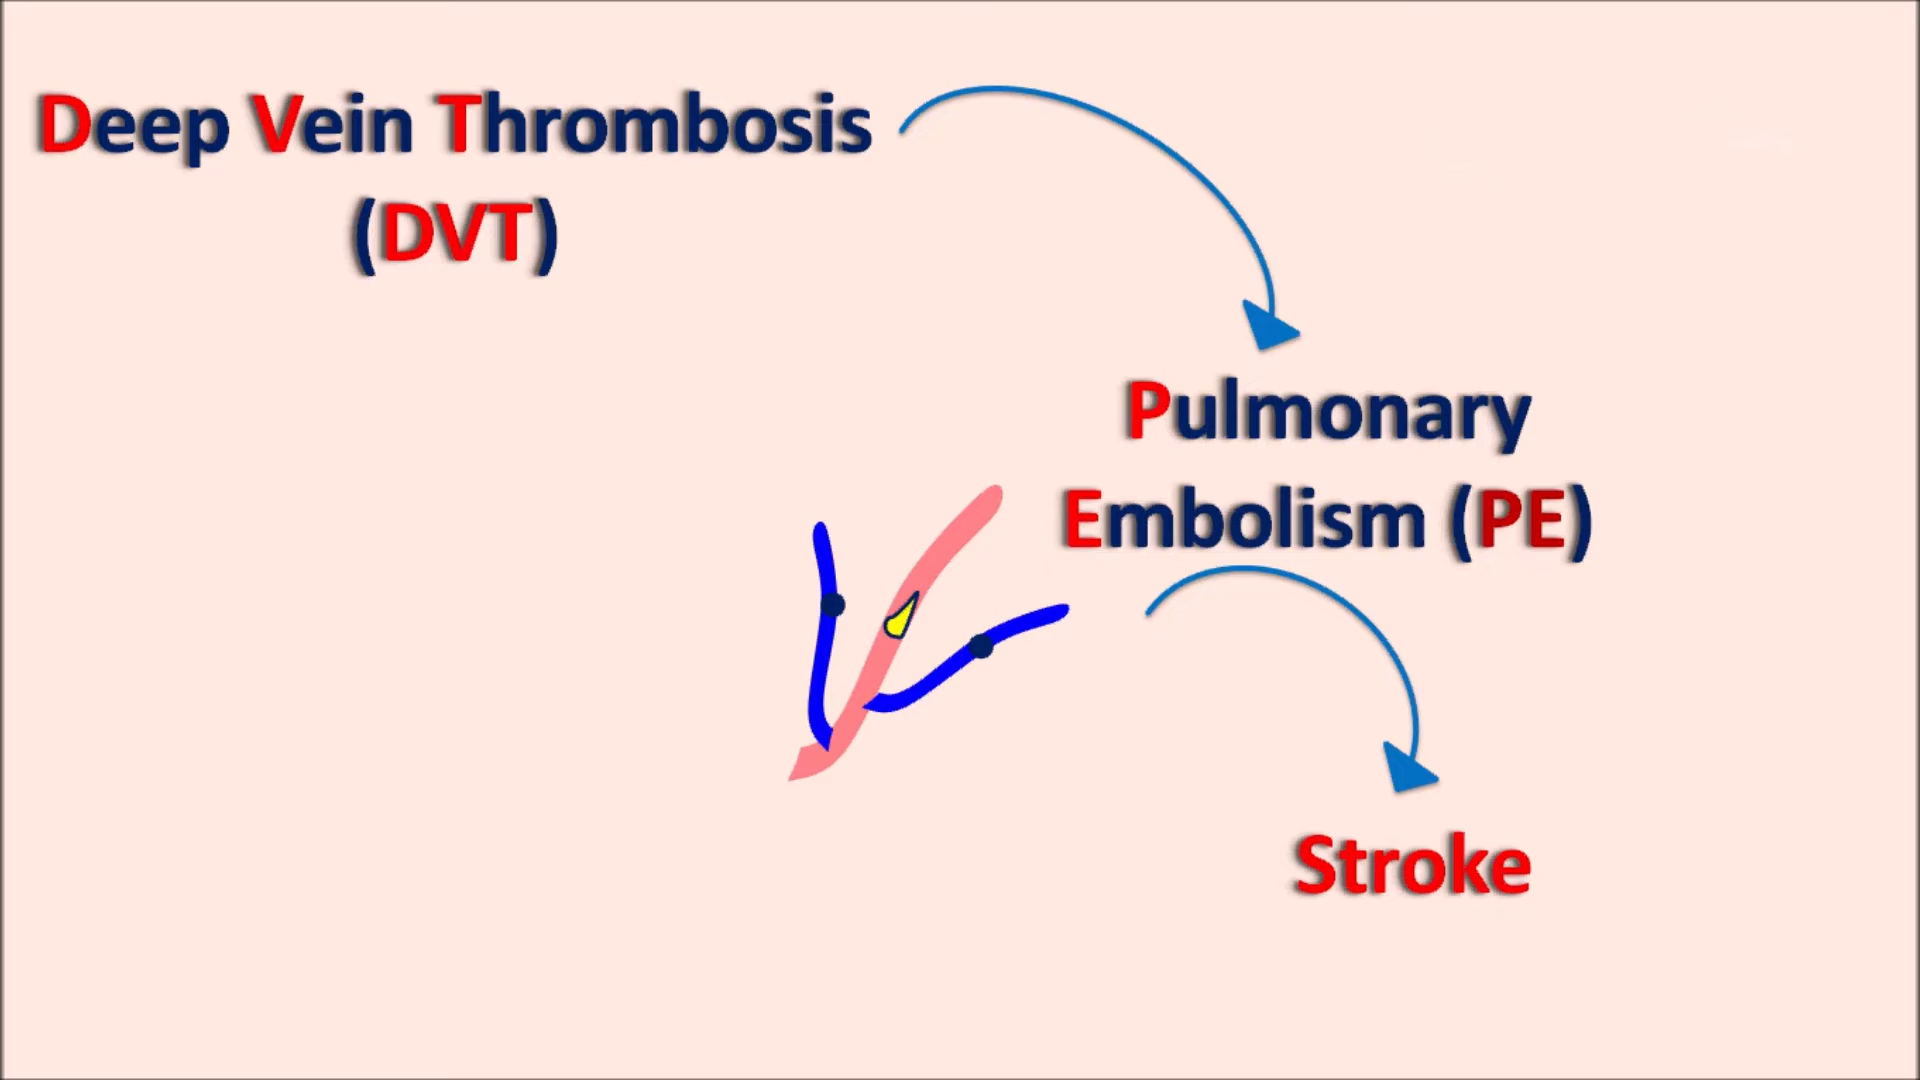 Deep Vein Thrombosis
(DVT)
Pulmonary
Embolism (PE)
Stroke